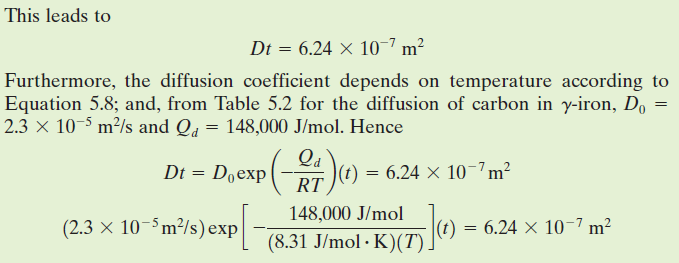 This leads to
Dt = 6.24 × 10⁻⁷ m²
Furthermore, the diffusion coefficient depends on temperature according to
Equation 5.8; and, from Table 5.2 for the diffusion of carbon in γ-iron, D₀ =
2.3 × 10⁻⁵ m²/s and Q_d = 148,000 J/mol. Hence
Dt = D₀exp(−Q_d/RT)(t) = 6.24 × 10⁻⁷ m²
(2.3 × 10⁻⁵ m²/s) exp[−148,000 J/mol/(8.31 J/mol · K)(T)](t) = 6.24 × 10⁻⁷ m²